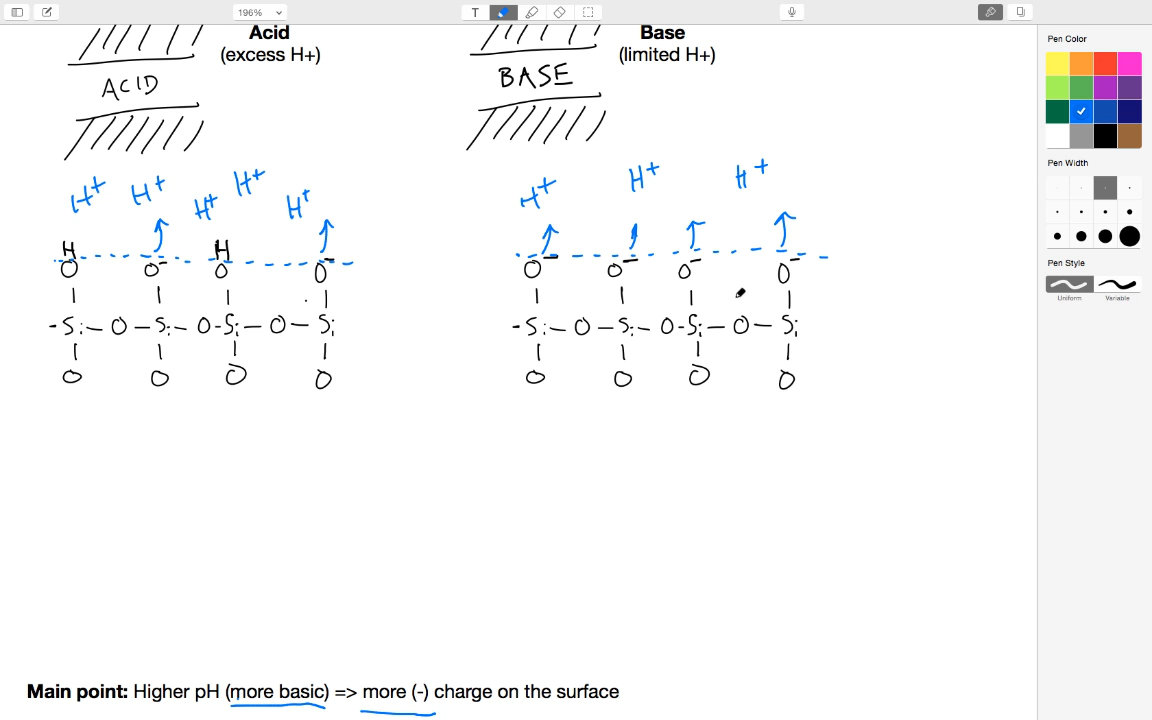 196%
T
Acid
(excess H+)
ACID
Base
(limited H+)
BASE
H+ H+ H+ H+ H+
H H
O O- O O-
-Si-O-Si-O-Si-O-Si
O O O O
H+ H+ H+
O- O- O- O-
-Si-O-Si-O-Si-O-Si
O O O O
Main point: Higher pH (more basic) => more (-) charge on the surface
Pen Color
Pen Width
Pen Style
Uniform Variable